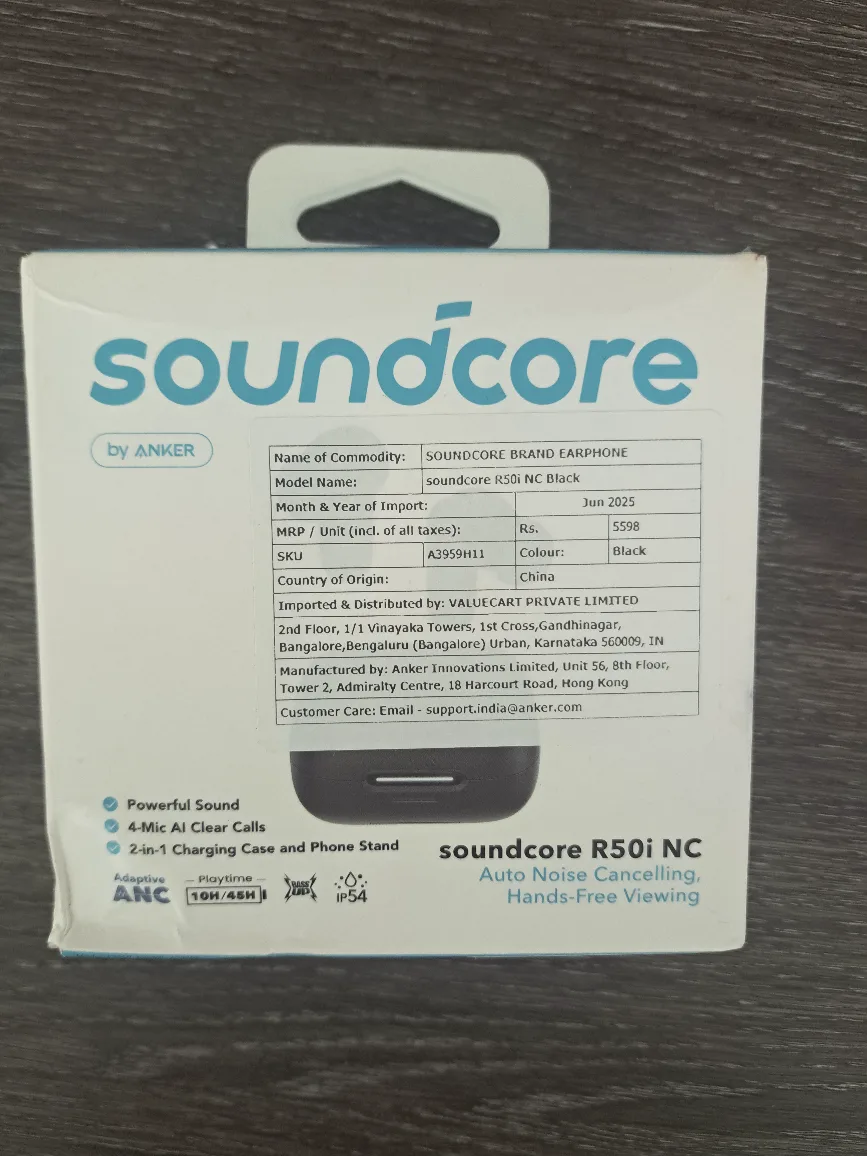 soundcore
by ANKER
Name of Commodity: SOUNDCORE BRAND EARPHONE
Model Name: soundcore R50i NC Black
Month & Year of Import: Jun 2025
MRP / Unit (incl. of all taxes): Rs. 5598
SKU A3959H11 Colour: Black
Country of Origin: China
Imported & Distributed by: VALUECART PRIVATE LIMITED
2nd Floor, 1/1 Vinayaka Towers, 1st Cross,Gandhinagar,
Bangalore,Bengaluru (Bangalore) Urban, Karnataka 560009, IN
Manufactured by: Anker Innovations Limited, Unit 56, 8th Floor,
Tower 2, Admiralty Centre, 18 Harcourt Road, Hong Kong
Customer Care: Email - support.india@anker.com
Powerful Sound
4-Mic AI Clear Calls
2-in-1 Charging Case and Phone Stand
soundcore R50i NC
Auto Noise Cancelling,
Hands-Free Viewing
Adaptive
ANC
Playtime
10H/45H
BASS
UP
IP54